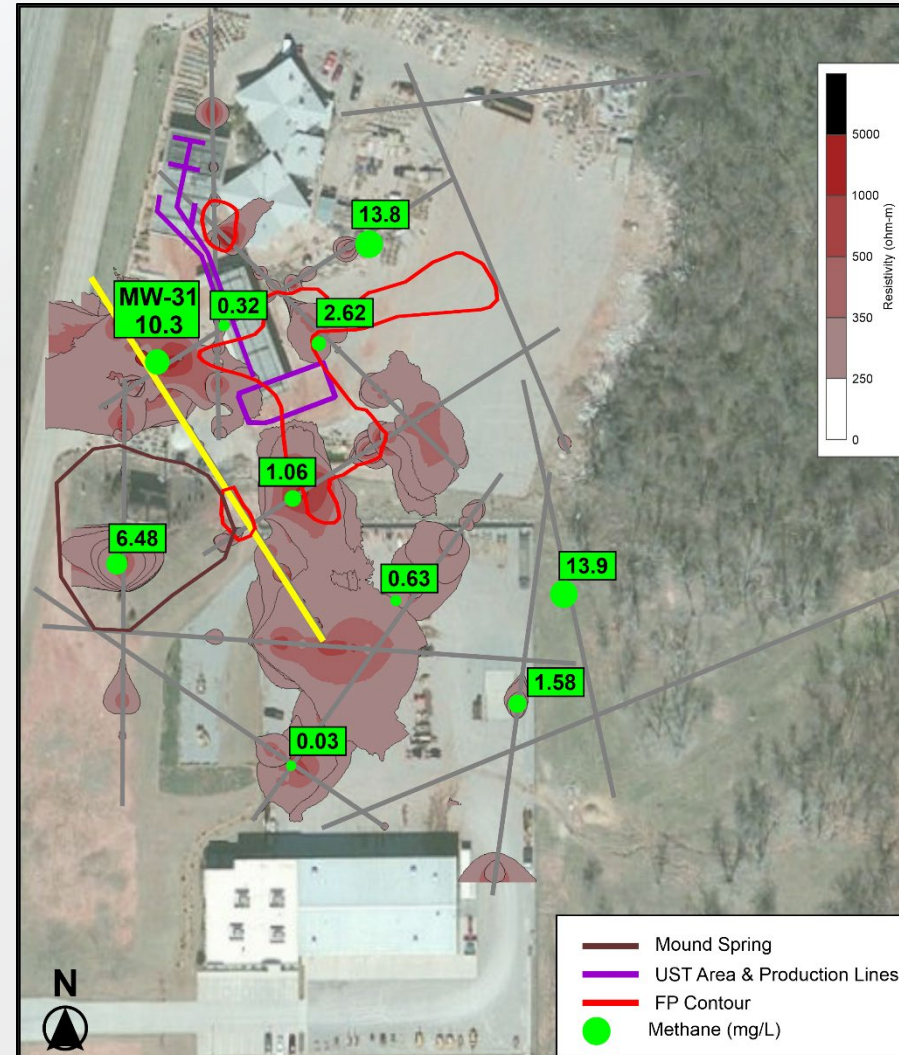 13.8
MW-31
10.3
0.32
2.62
1.06
6.48
0.63
13.9
1.58
0.03
5000
1000
500
350
250
0
Resistivity (ohm-m)
Mound Spring
UST Area & Production Lines
FP Contour
Methane (mg/L)
N